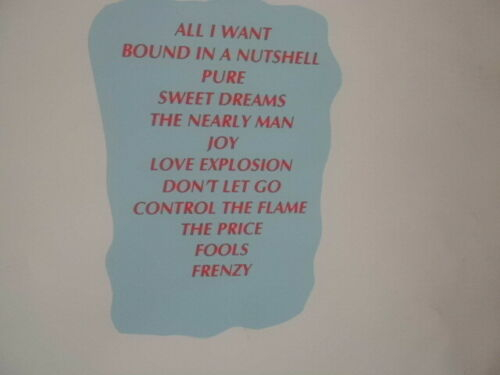 ALL I WANT
BOUND IN A NUTSHELL
PURE
SWEET DREAMS
THE NEARLY MAN
JOY
LOVE EXPLOSION
DON'T LET GO
CONTROL THE FLAME
THE PRICE
FOOLS
FRENZY